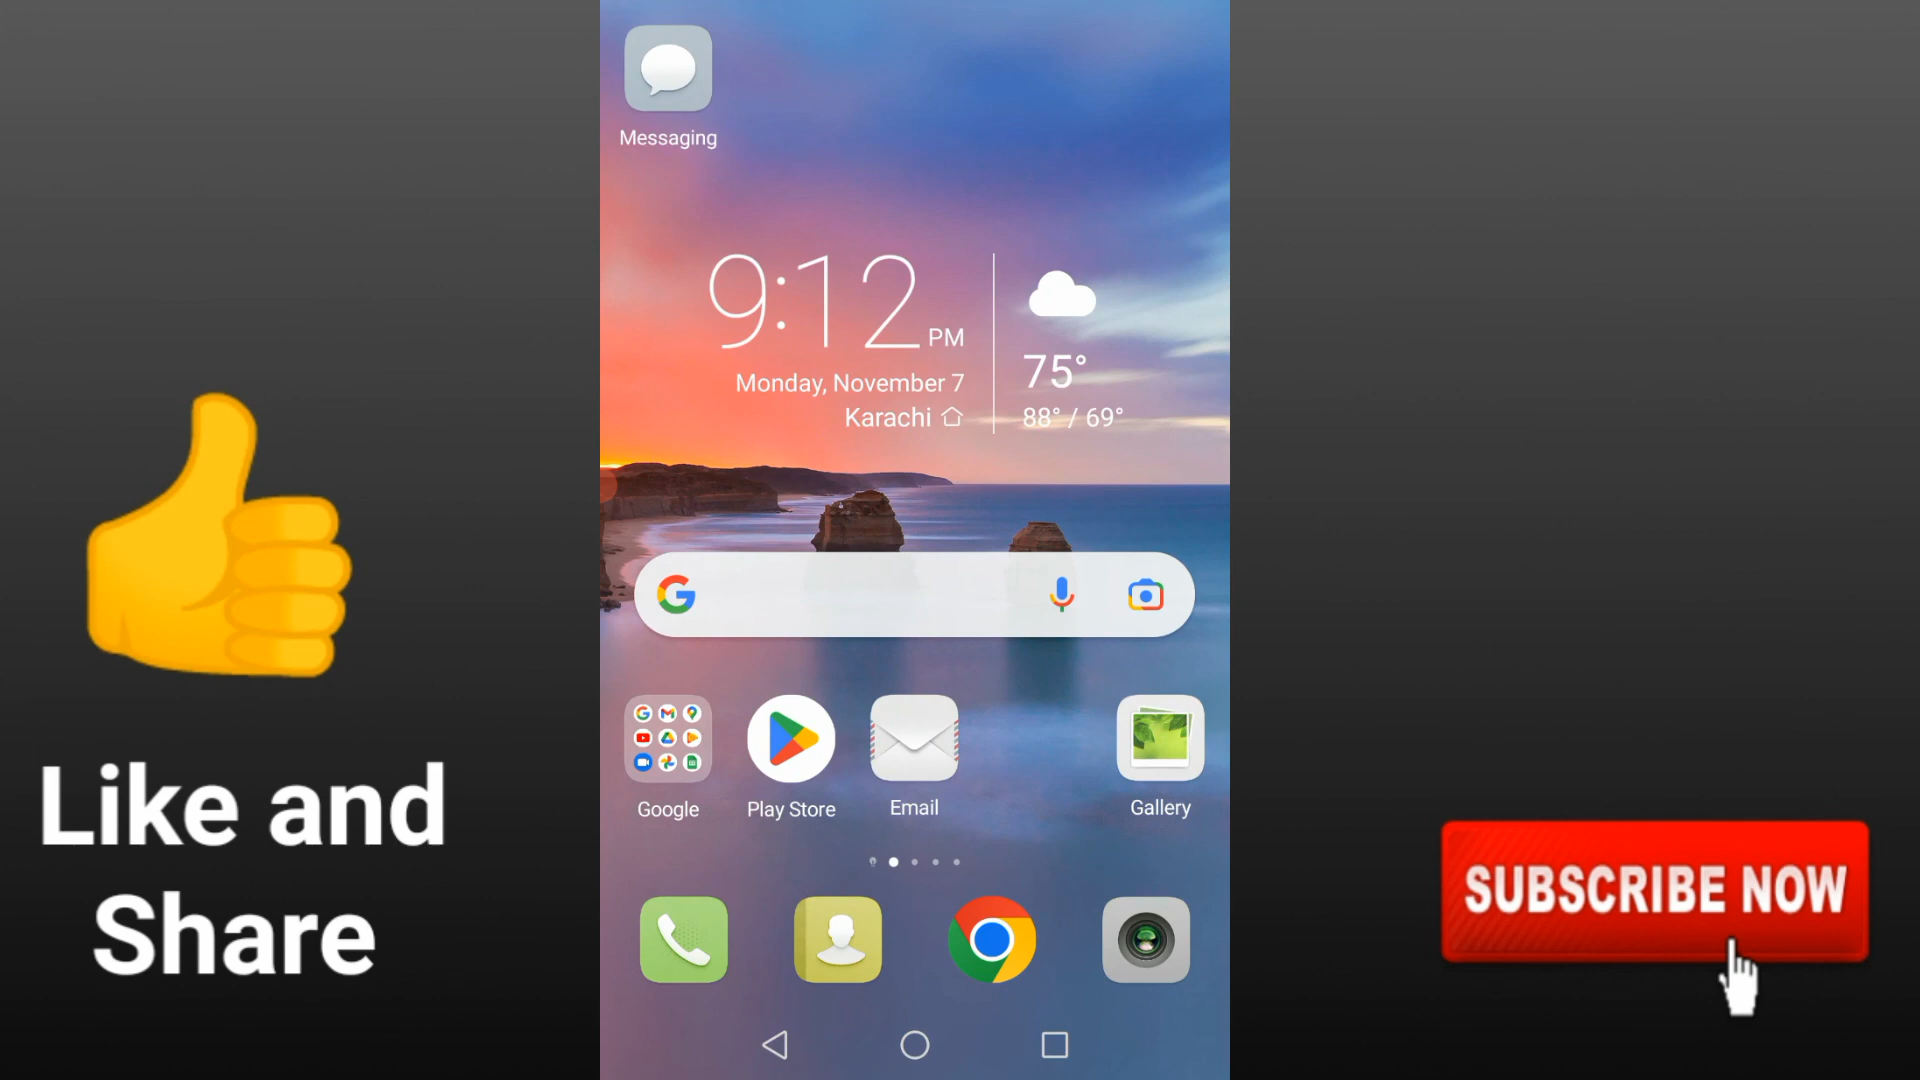 Messaging
9:12 PM
Monday, November 7
Karachi
75°
88° / 69°
Google
Play Store
Email
Gallery
Like and
Share
SUBSCRIBE NOW